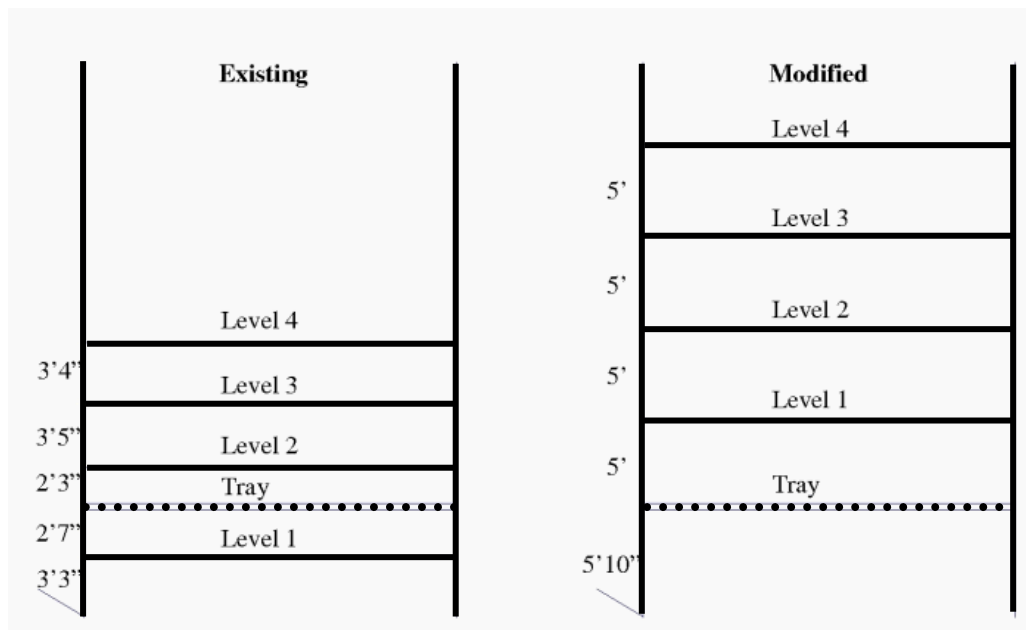 Existing
Level 4
3’4”
Level 3
3’5”
Level 2
2’3”
Tray
2’7”
Level 1
3’3”
Modified
Level 4
5’
Level 3
5’
Level 2
5’
Level 1
5’
Tray
5’10”